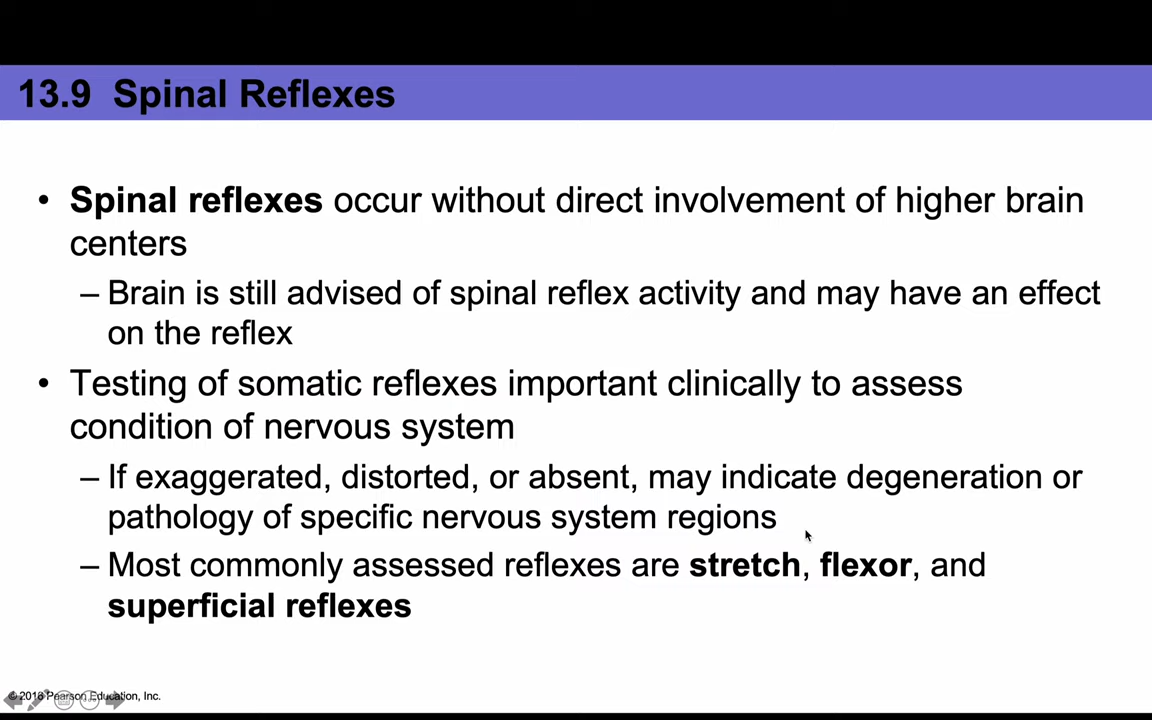 13.9 Spinal Reflexes
• Spinal reflexes occur without direct involvement of higher brain
centers
– Brain is still advised of spinal reflex activity and may have an effect
on the reflex
• Testing of somatic reflexes important clinically to assess
condition of nervous system
– If exaggerated, distorted, or absent, may indicate degeneration or
pathology of specific nervous system regions
– Most commonly assessed reflexes are stretch, flexor, and
superficial reflexes
© 2016 Pearson Education, Inc.